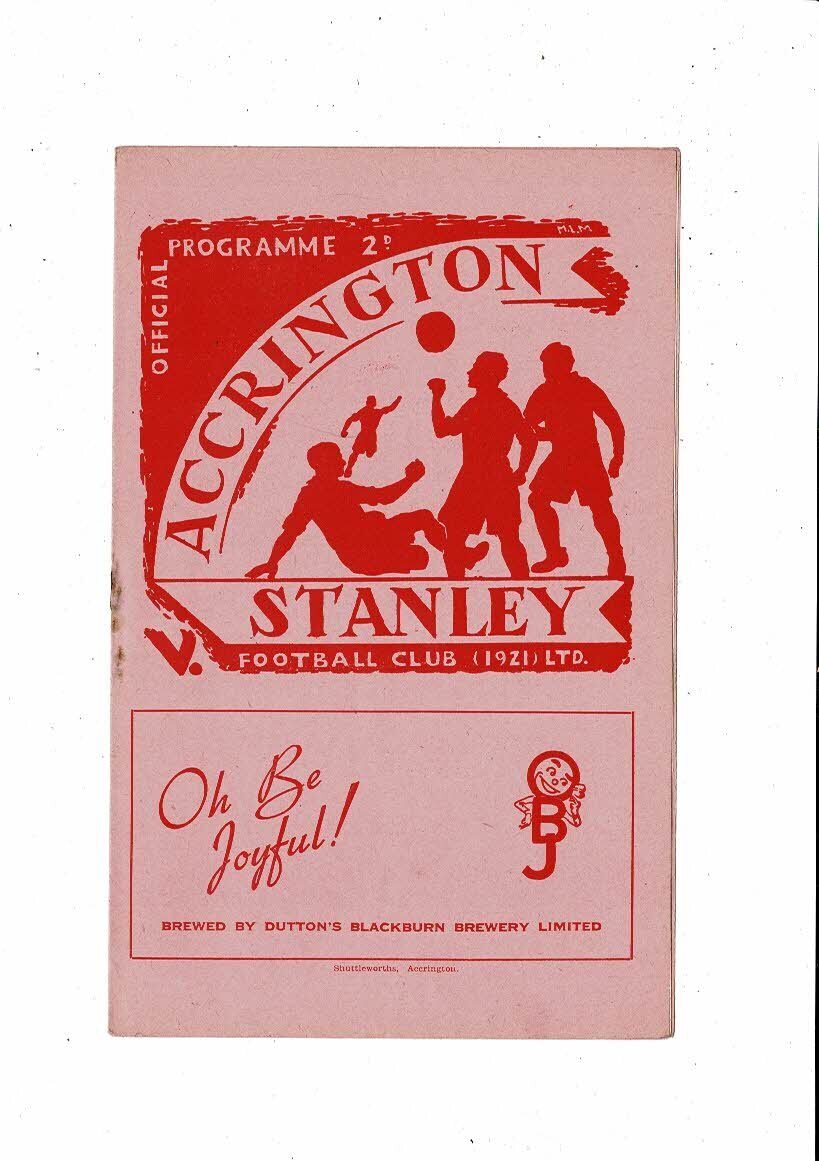 PROGRAMME 2D
OFFICIAL
H.L.M
ACCRINGTON
STANLEY
V.
FOOTBALL CLUB (1921) LTD.
Oh Be
Joyful!
OBJ
BREWED BY DUTTON'S BLACKBURN BREWERY LIMITED
Shuttleworths, Accrington.